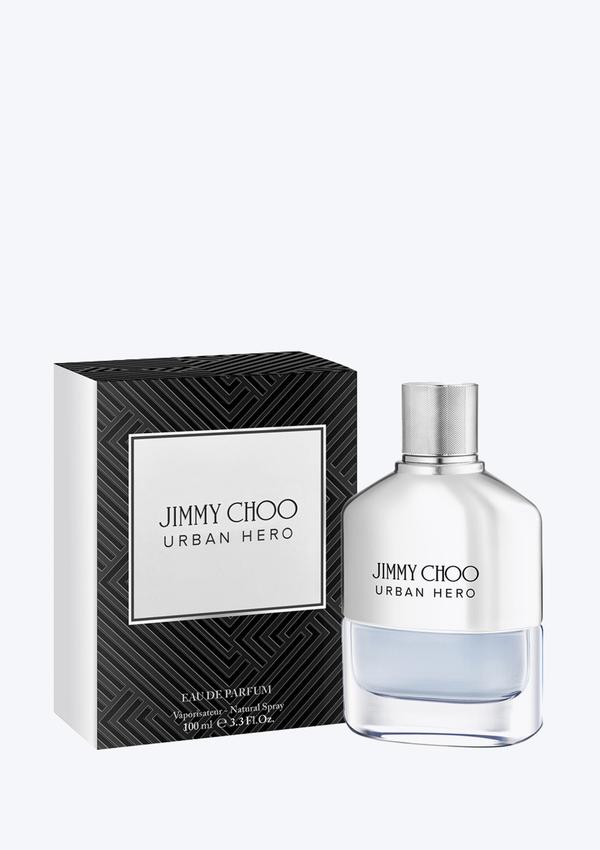 JIMMY CHOO
URBAN HERO
EAU DE PARFUM
Vaporisateur - Natural Spray
100 ml ℮ 3.3 Fl.Oz.
JIMMY CHOO
URBAN HERO